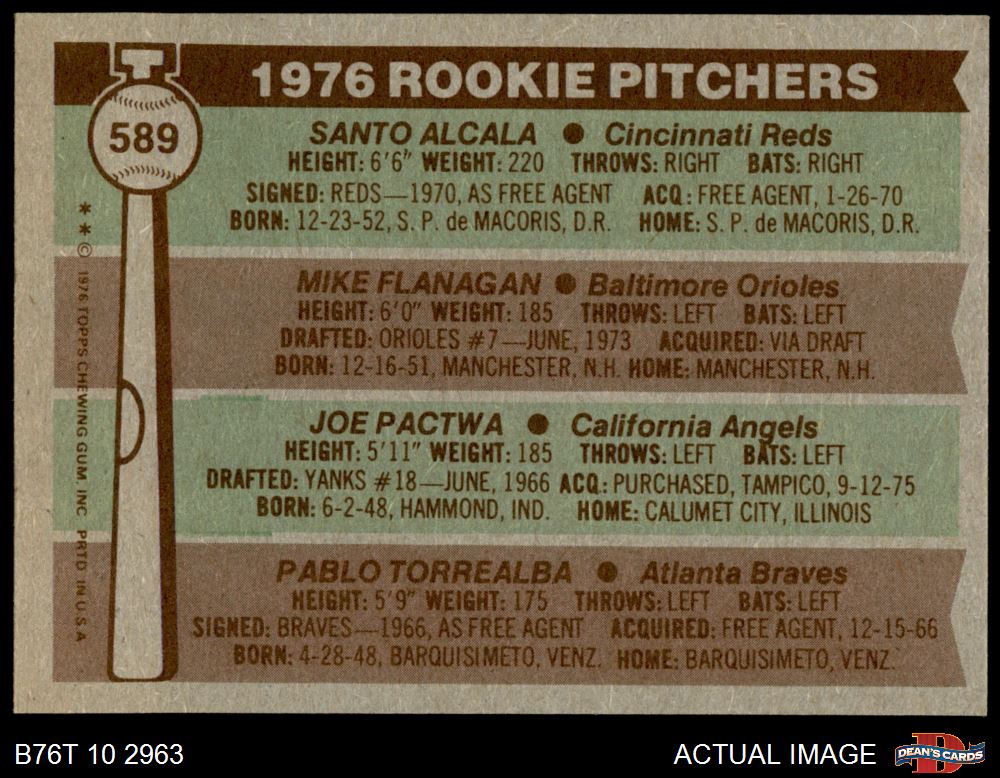 1976 ROOKIE PITCHERS
589
SANTO ALCALA ● Cincinnati Reds
HEIGHT: 6'6" WEIGHT: 220 THROWS: RIGHT BATS: RIGHT
SIGNED: REDS—1970, AS FREE AGENT ACQ.: FREE AGENT, 1-26-70
BORN: 12-23-52, S. P. de MACORIS, D.R. HOME: S. P. de MACORIS, D.R.
MIKE FLANAGAN ● Baltimore Orioles
HEIGHT: 6'0" WEIGHT: 185 THROWS: LEFT BATS: LEFT
DRAFTED: ORIOLES #7—JUNE, 1973 ACQUIRED: VIA DRAFT
BORN: 12-16-51, MANCHESTER, N.H. HOME: MANCHESTER, N.H.
JOE PACTWA ● California Angels
HEIGHT: 5'11" WEIGHT: 185 THROWS: LEFT BATS: LEFT
DRAFTED: YANKS #18—JUNE, 1966 ACQ.: PURCHASED, TAMPICO, 9-12-75
BORN: 6-2-48, HAMMOND, IND. HOME: CALUMET CITY, ILLINOIS
PABLO TORREALBA ● Atlanta Braves
HEIGHT: 5'9" WEIGHT: 175 THROWS: LEFT BATS: LEFT
SIGNED: BRAVES—1966, AS FREE AGENT ACQUIRED: FREE AGENT, 12-15-66
BORN: 4-28-48, BARQUISIMETO, VENZ. HOME: BARQUISIMETO, VENZ.
* * © 1976 TOPPS CHEWING GUM, INC. PRTD. IN U.S.A.
B76T 10 2963
ACTUAL IMAGE
DEAN'S CARDS